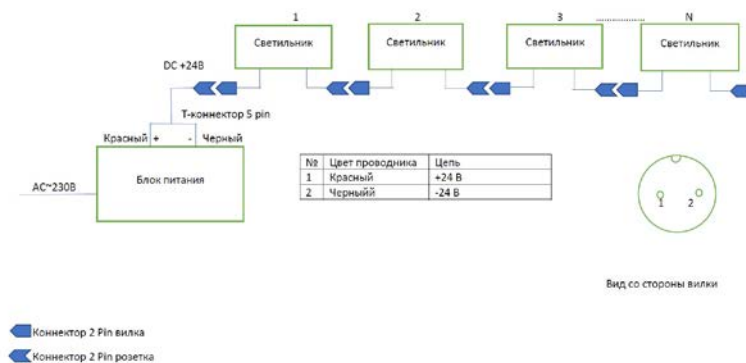 1 2 3 ............ N
Светильник Светильник Светильник Светильник
DC +24В
Т-коннектор 5 pin
Красный + - Черный
Блок питания
AC~230В
№ Цвет проводника Цепь
1 Красный +24 В
2 Черныйй -24 В
1 2
Вид со стороны вилки
Коннектор 2 Pin вилка
Коннектор 2 Pin розетка